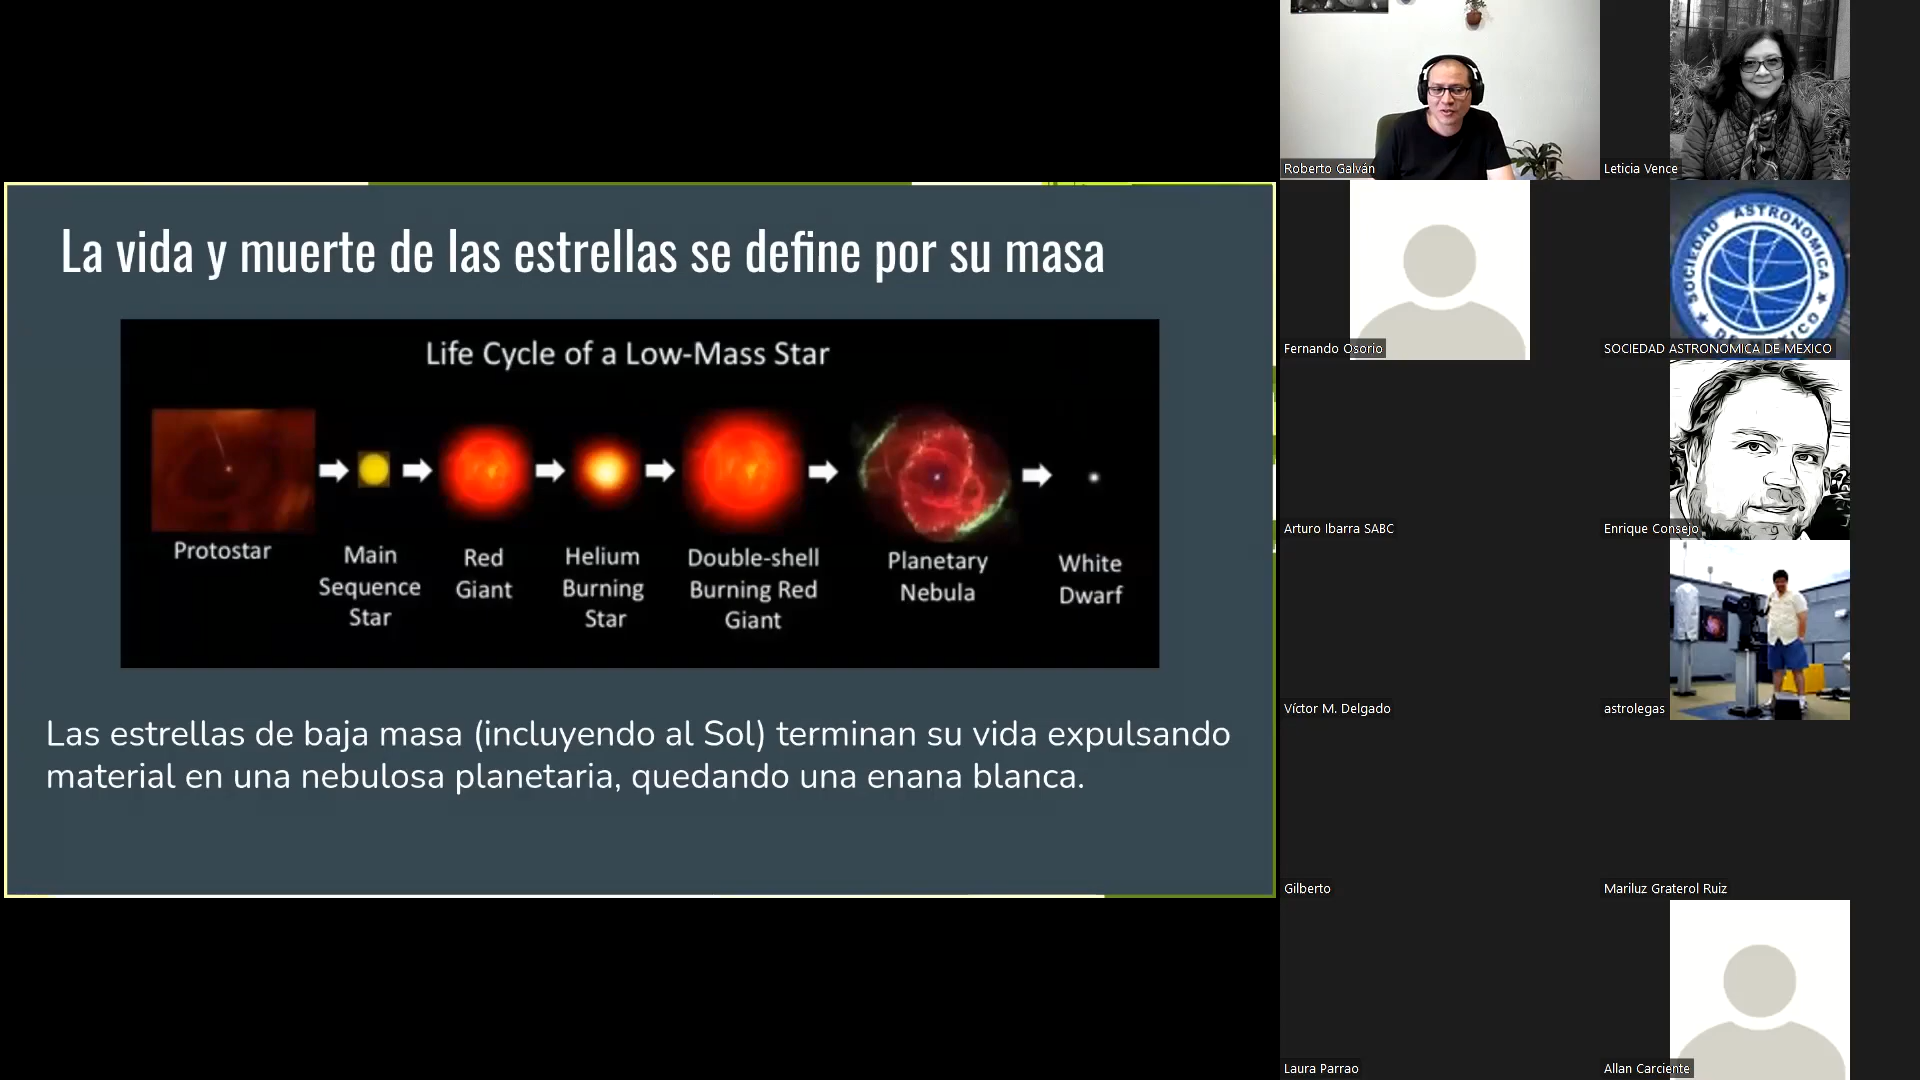 La vida y muerte de las estrellas se define por su masa
Life Cycle of a Low-Mass Star
Protostar
Main
Sequence
Star
Red
Giant
Helium
Burning
Star
Double-shell
Burning Red
Giant
Planetary
Nebula
White
Dwarf
Las estrellas de baja masa (incluyendo al Sol) terminan su vida expulsando
material en una nebulosa planetaria, quedando una enana blanca.
Roberto Galván
Leticia Vence
Fernando Osorio
SOCIEDAD ASTRONOMICA
DE MEXICO
SOCIEDAD ASTRONOMICA DE MEXICO
Arturo Ibarra SABC
Enrique Consejo
Víctor M. Delgado
astrolegas
Gilberto
Mariluz Graterol Ruiz
Laura Parrao
Allan Carciente